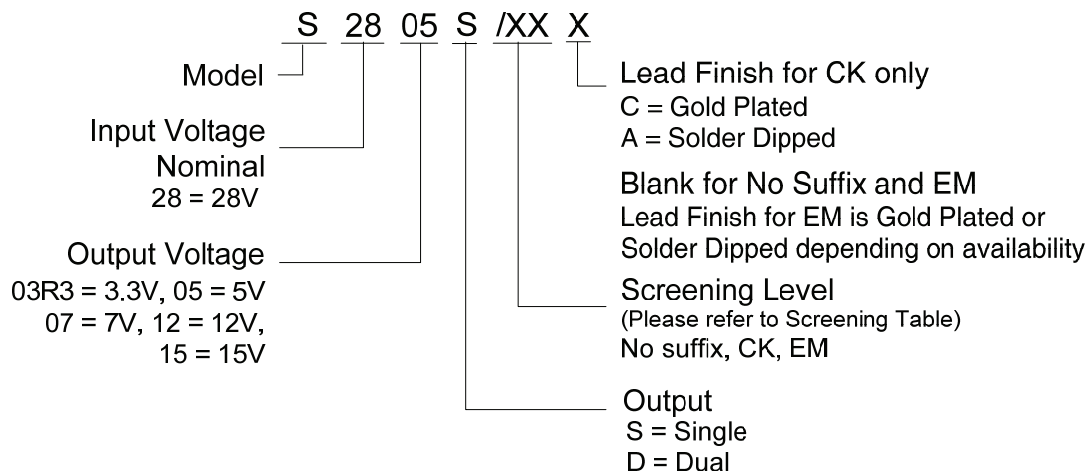 S 28 05 S /XX X
Model
Input Voltage
Nominal
28 = 28V
Output Voltage
03R3 = 3.3V, 05 = 5V
07 = 7V, 12 = 12V,
15 = 15V
Lead Finish for CK only
C = Gold Plated
A = Solder Dipped
Blank for No Suffix and EM
Lead Finish for EM is Gold Plated or
Solder Dipped depending on availability
Screening Level
(Please refer to Screening Table)
No suffix, CK, EM
Output
S = Single
D = Dual